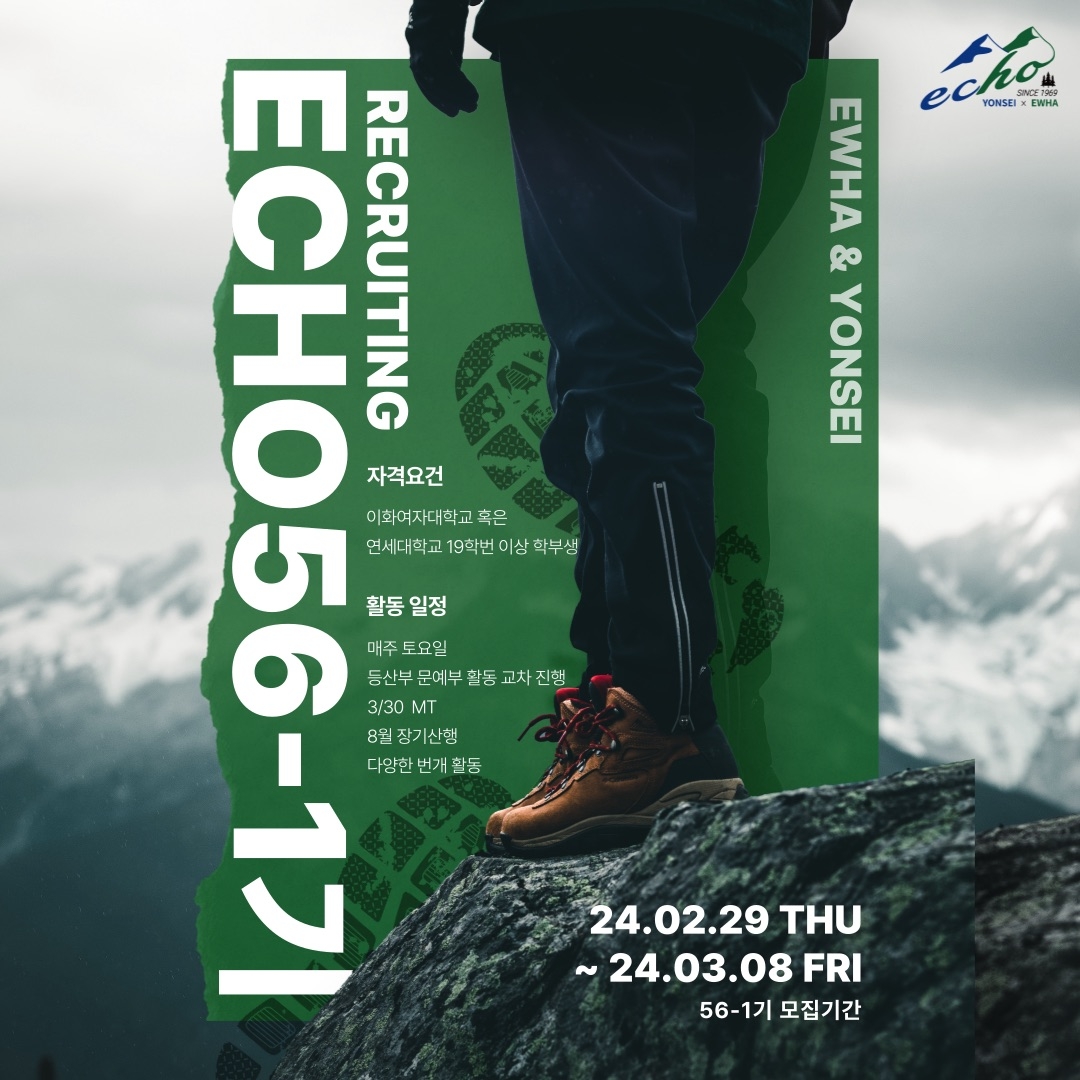 echo
SINCE 1969
YONSEI x EWHA
ECHO56-1기
RECRUITING
EWHA & YONSEI
자격요건
이화여자대학교 혹은
연세대학교 19학번 이상 학부생
활동 일정
매주 토요일
등산부 문예부 활동 교차 진행
3/30 MT
8월 장기산행
다양한 번개 활동
24.02.29 THU
~ 24.03.08 FRI
56-1기 모집기간